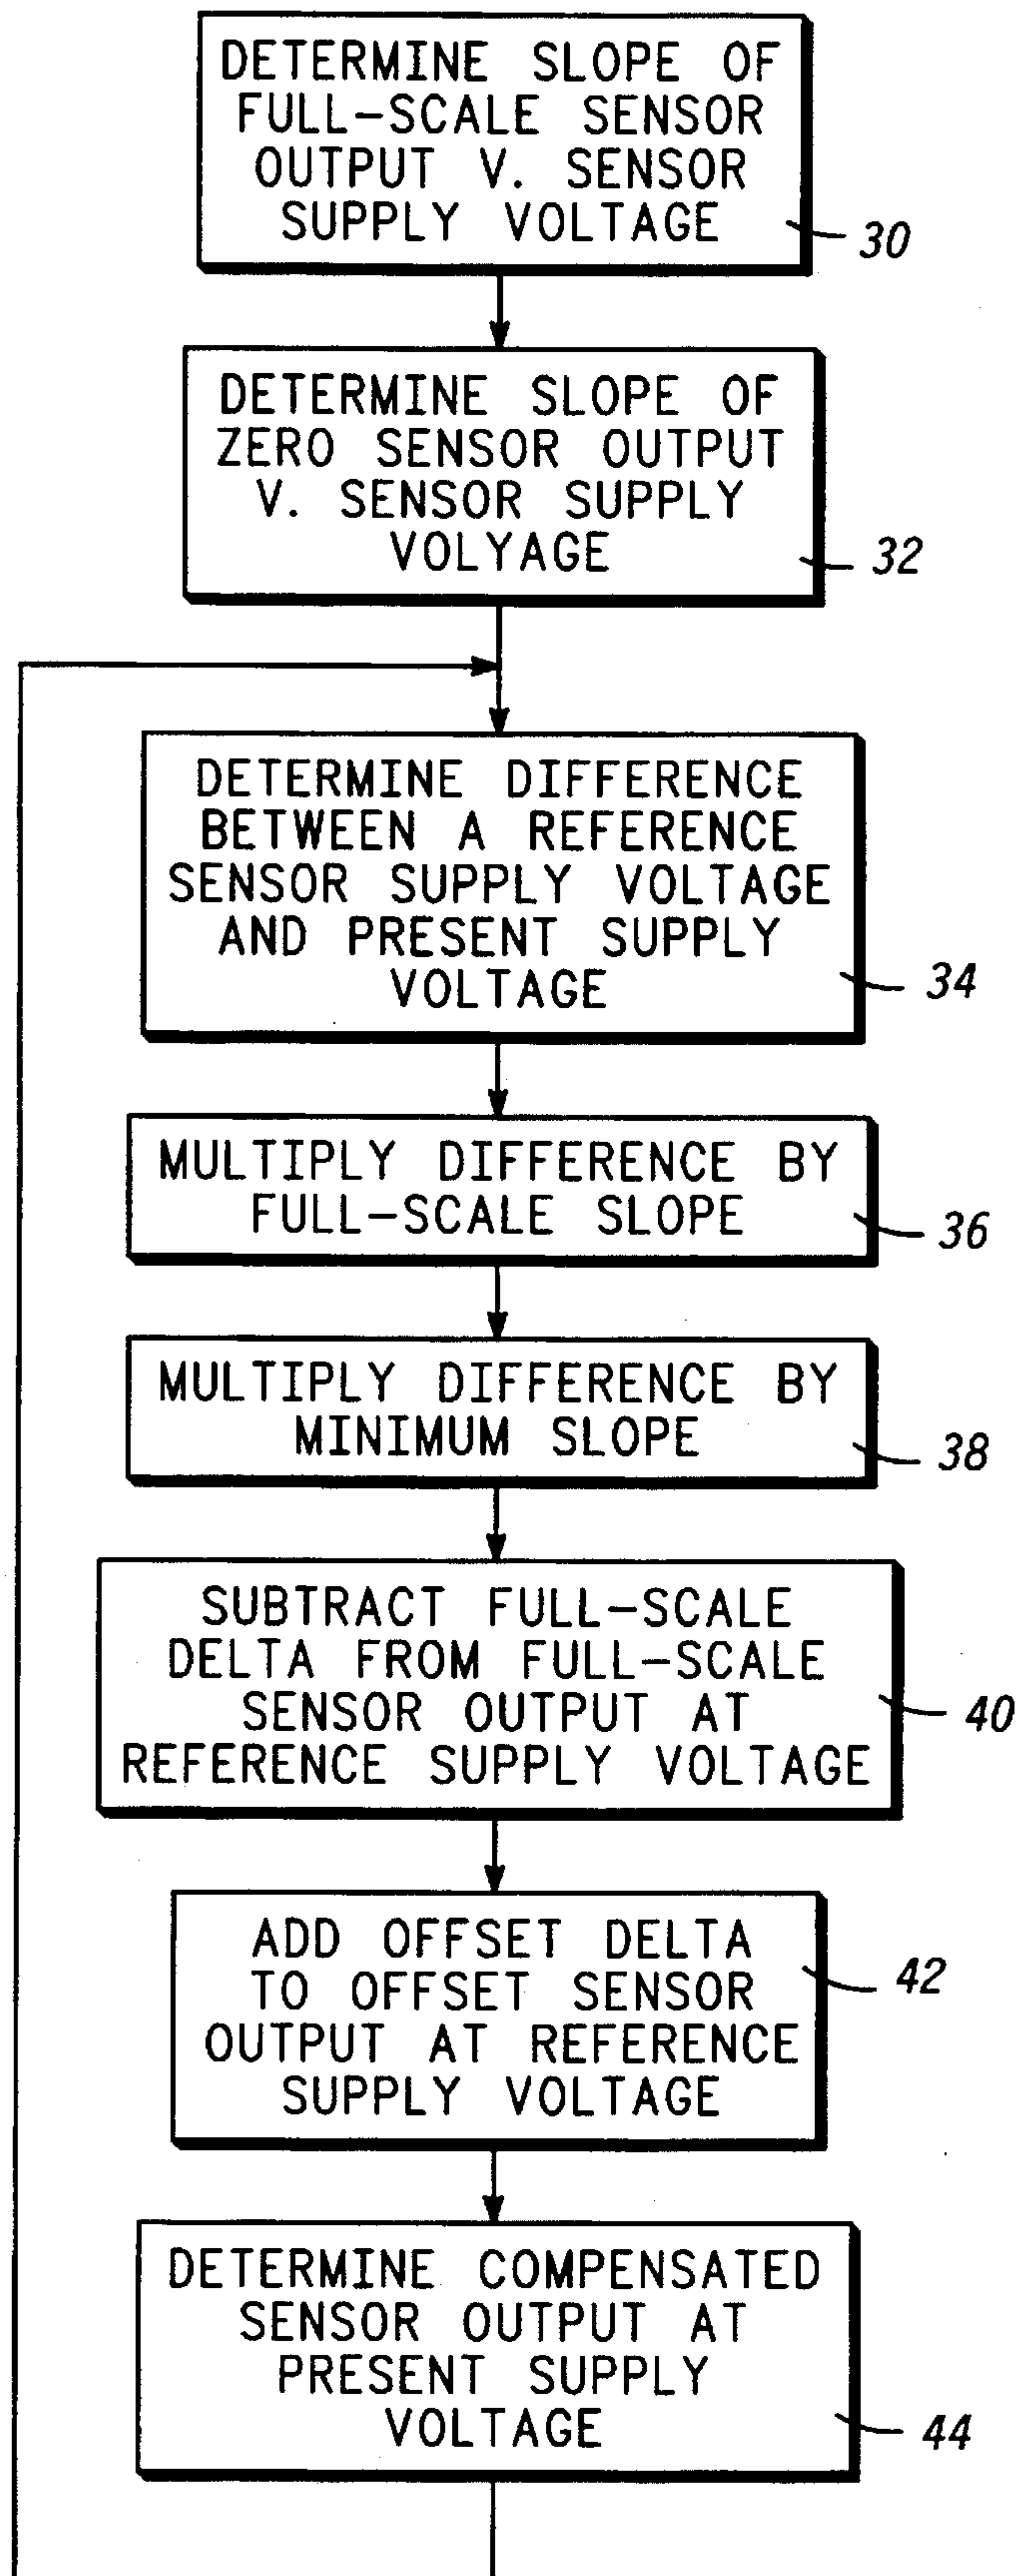 DETERMINE SLOPE OF
FULL-SCALE SENSOR
OUTPUT V. SENSOR
SUPPLY VOLTAGE
30
DETERMINE SLOPE OF
ZERO SENSOR OUTPUT
V. SENSOR SUPPLY
VOLYAGE
32
DETERMINE DIFFERENCE
BETWEEN A REFERENCE
SENSOR SUPPLY VOLTAGE
AND PRESENT SUPPLY
VOLTAGE
34
MULTIPLY DIFFERENCE BY
FULL-SCALE SLOPE
36
MULTIPLY DIFFERENCE BY
MINIMUM SLOPE
38
SUBTRACT FULL-SCALE
DELTA FROM FULL-SCALE
SENSOR OUTPUT AT
REFERENCE SUPPLY VOLTAGE
40
ADD OFFSET DELTA
TO OFFSET SENSOR
OUTPUT AT REFERENCE
SUPPLY VOLTAGE
42
DETERMINE COMPENSATED
SENSOR OUTPUT AT
PRESENT SUPPLY
VOLTAGE
44